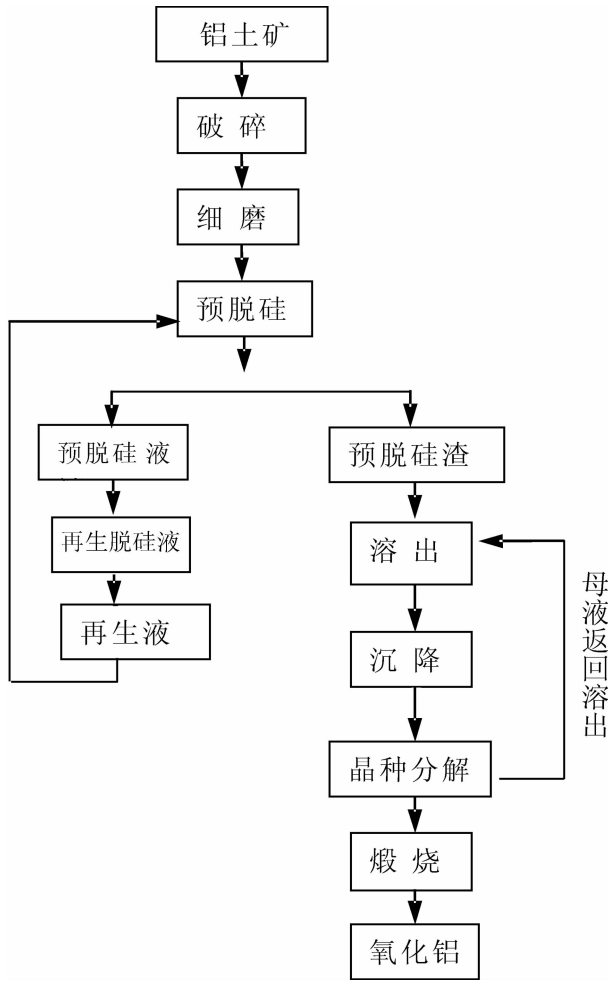 铝土矿
破 碎
细 磨
预脱硅
预脱硅液
预脱硅渣
再生脱硅液
溶 出
再生液
沉 降
母液返回溶出
晶种分解
煅 烧
氧化铝